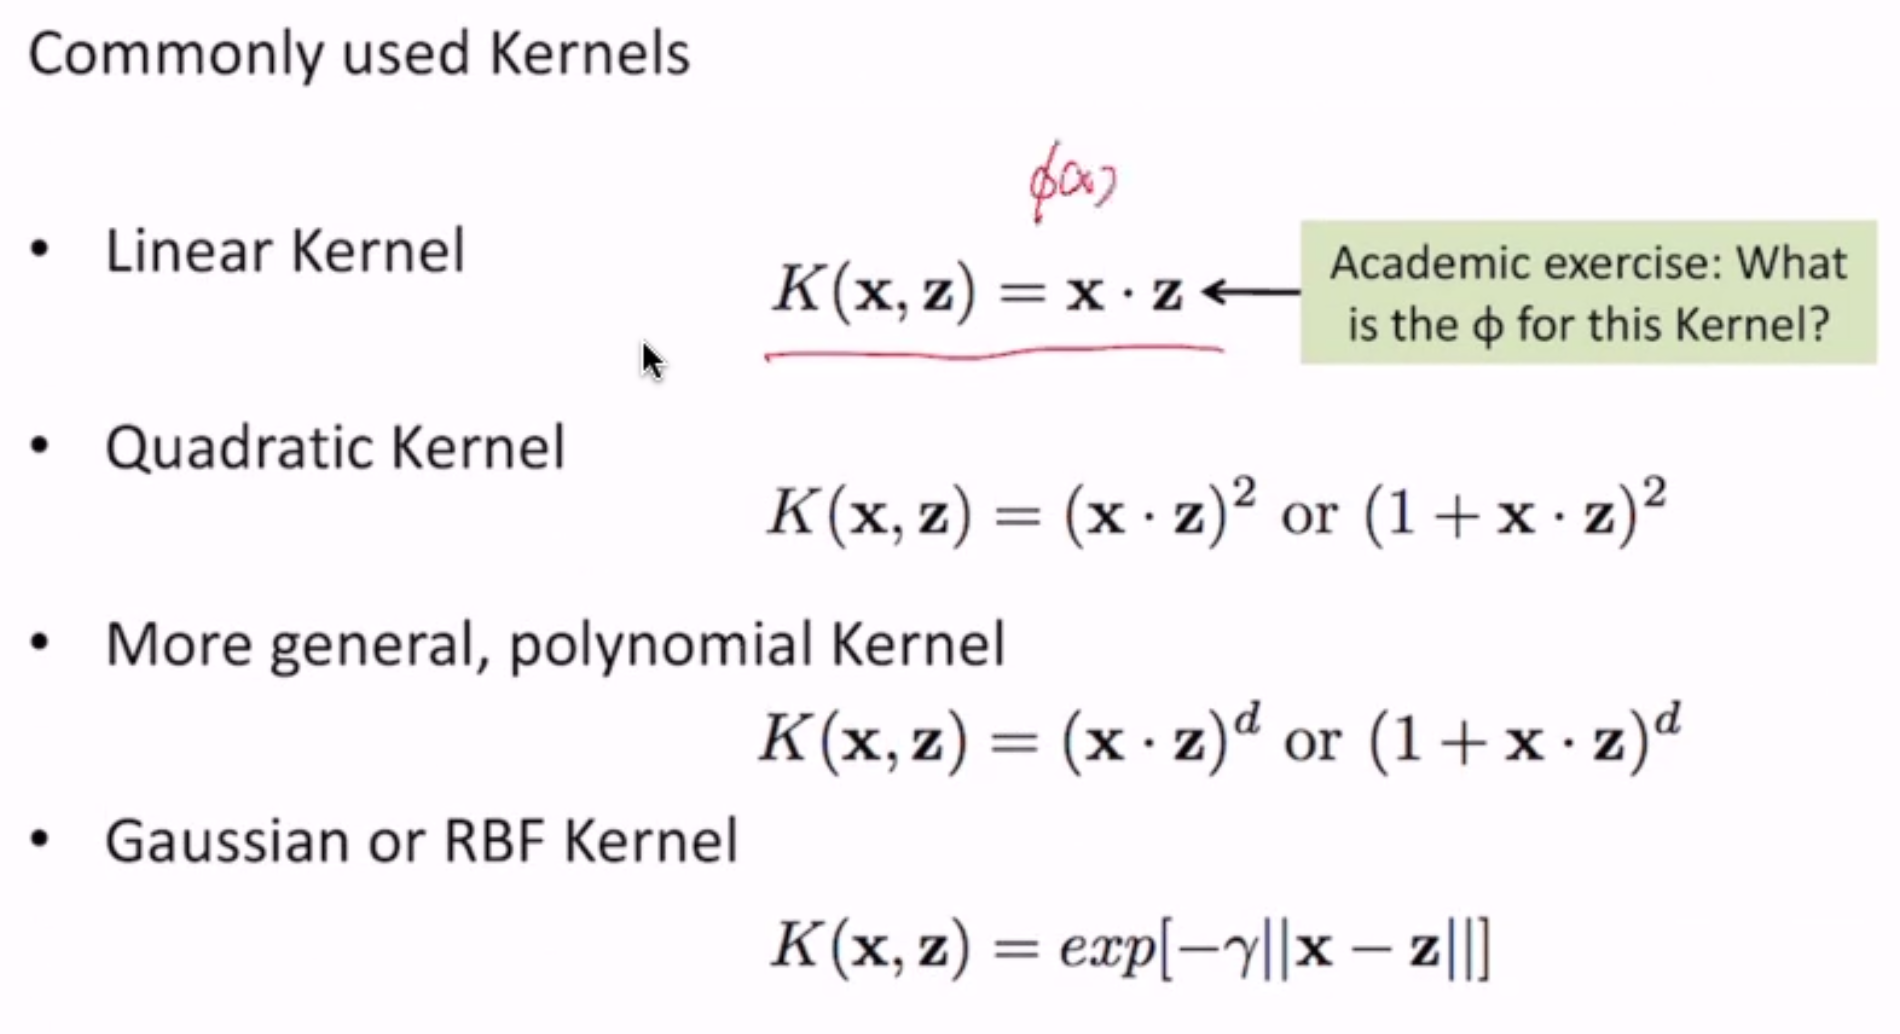 Commonly used Kernels
ϕ(x)
• Linear Kernel
K(x, z) = x · z
Academic exercise: What
is the ϕ for this Kernel?
• Quadratic Kernel
K(x, z) = (x · z)² or (1 + x · z)²
• More general, polynomial Kernel
K(x, z) = (x · z)ᵈ or (1 + x · z)ᵈ
• Gaussian or RBF Kernel
K(x, z) = exp[−γ||x − z||]